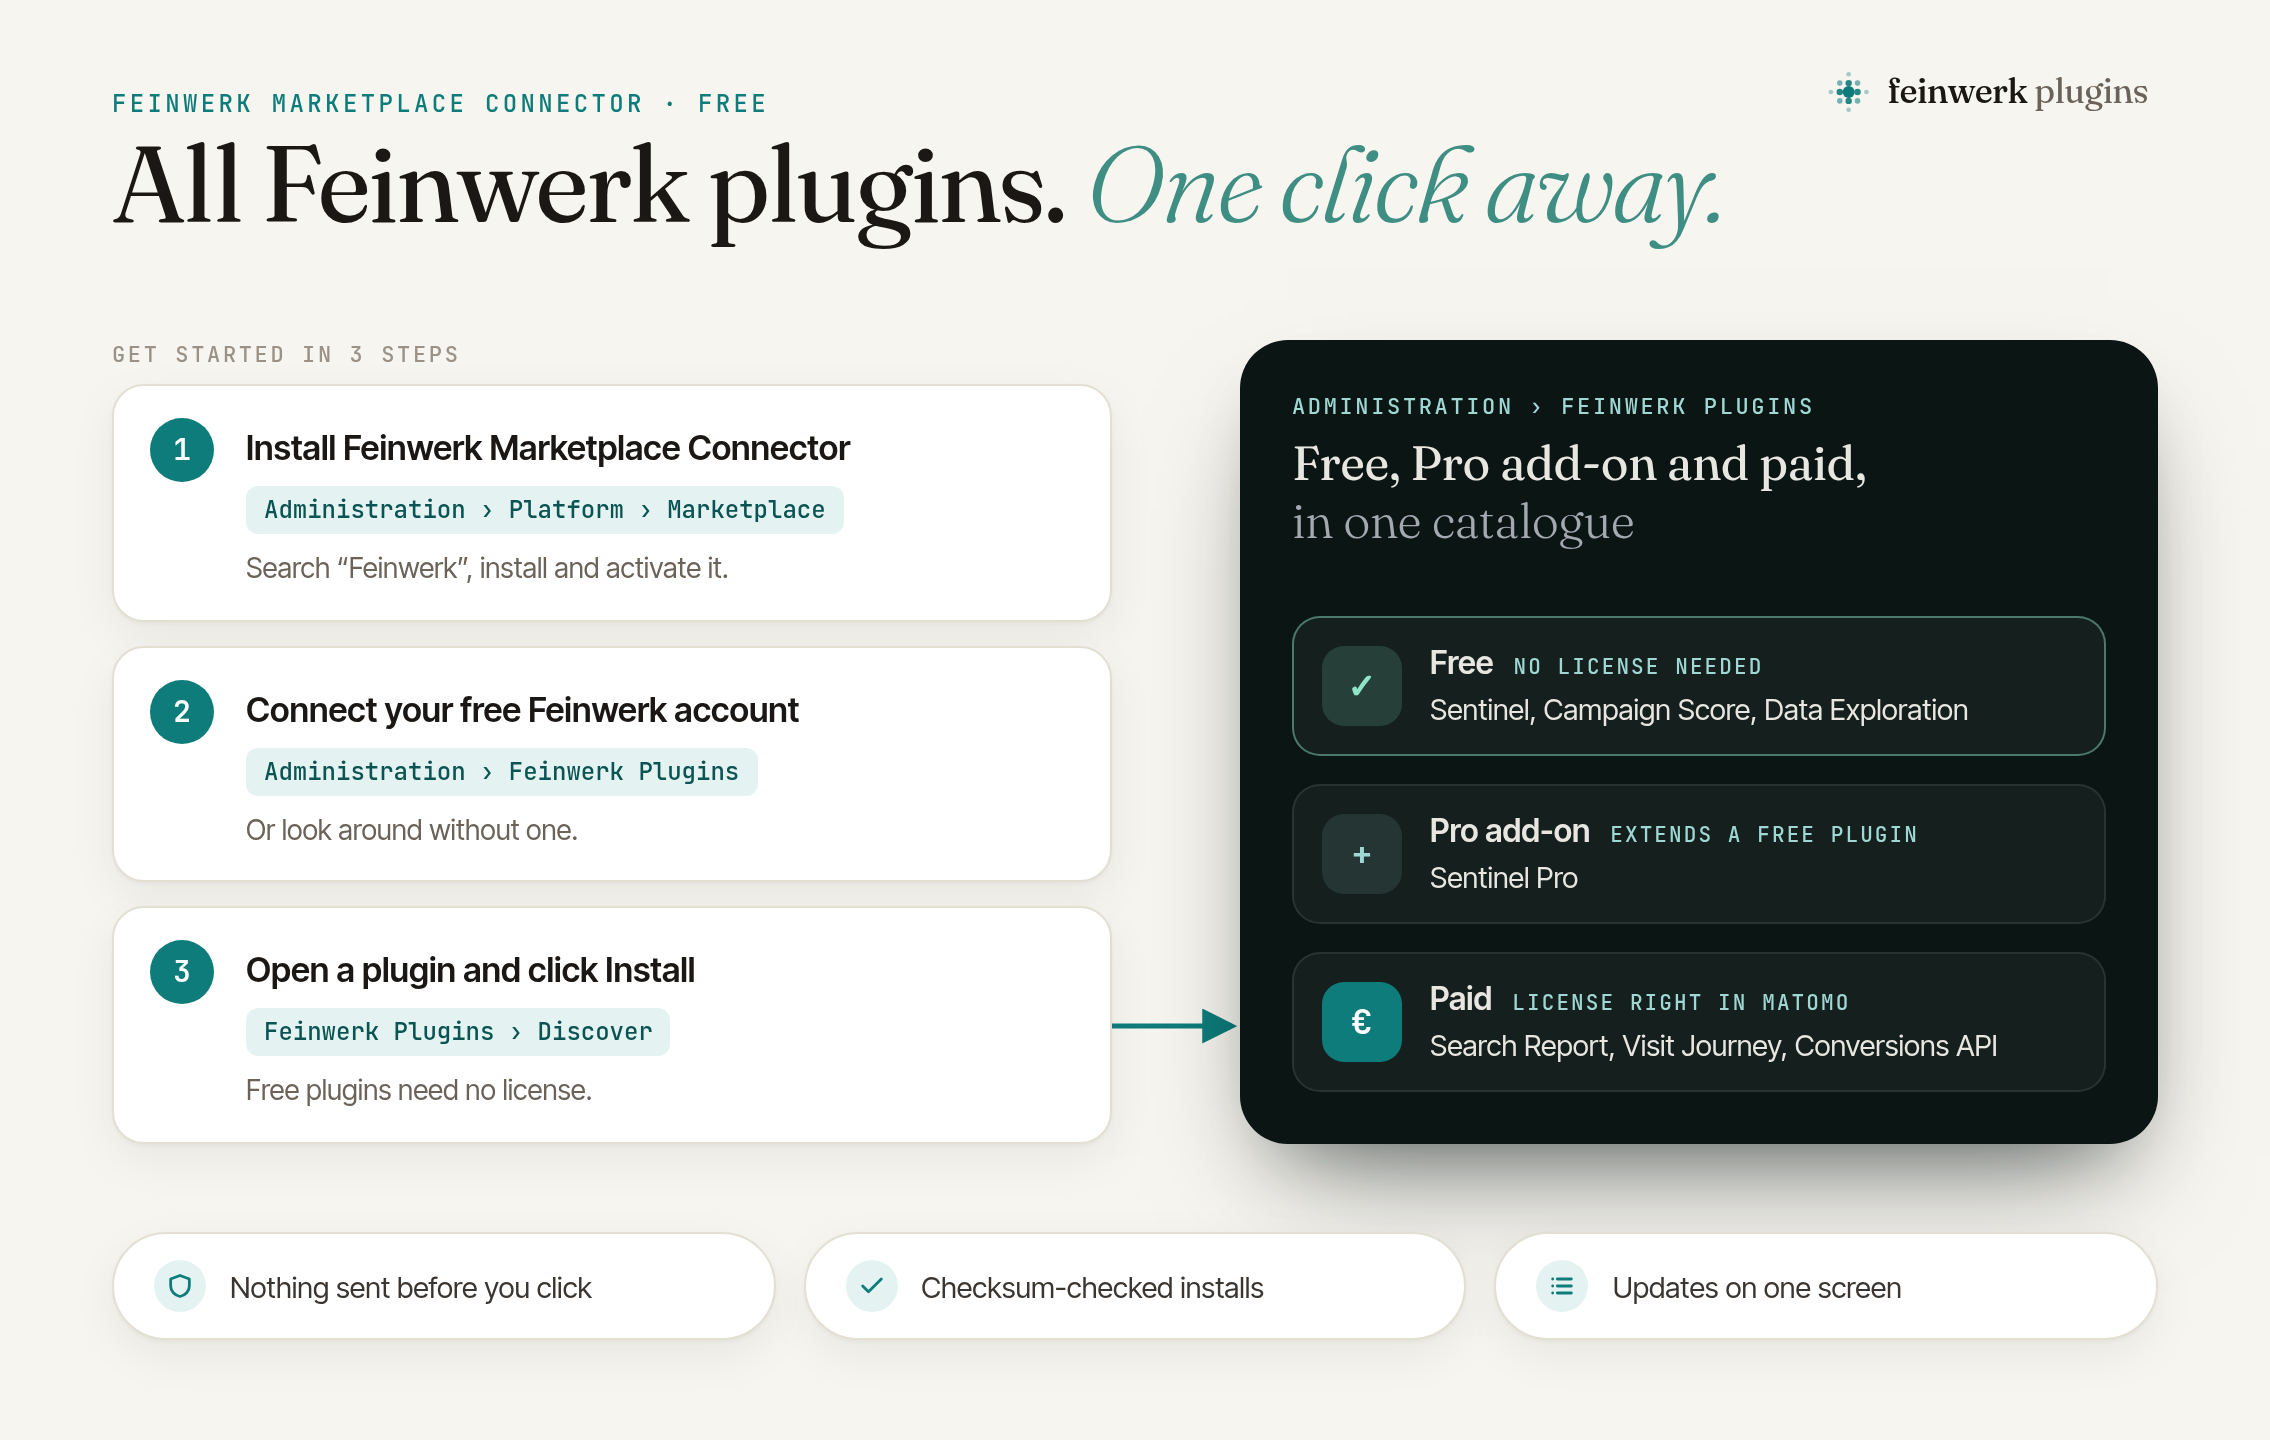 FEINWERK MARKETPLACE CONNECTOR · FREE
feinwerk plugins
All Feinwerk plugins. One click away.
GET STARTED IN 3 STEPS
1
Install Feinwerk Marketplace Connector
Administration › Platform › Marketplace
Search “Feinwerk”, install and activate it.
2
Connect your free Feinwerk account
Administration › Feinwerk Plugins
Or look around without one.
3
Open a plugin and click Install
Feinwerk Plugins › Discover
Free plugins need no license.
ADMINISTRATION › FEINWERK PLUGINS
Free, Pro add-on and paid,
in one catalogue
✓
Free NO LICENSE NEEDED
Sentinel, Campaign Score, Data Exploration
+
Pro add-on EXTENDS A FREE PLUGIN
Sentinel Pro
€
Paid LICENSE RIGHT IN MATOMO
Search Report, Visit Journey, Conversions API
Nothing sent before you click
Checksum-checked installs
Updates on one screen